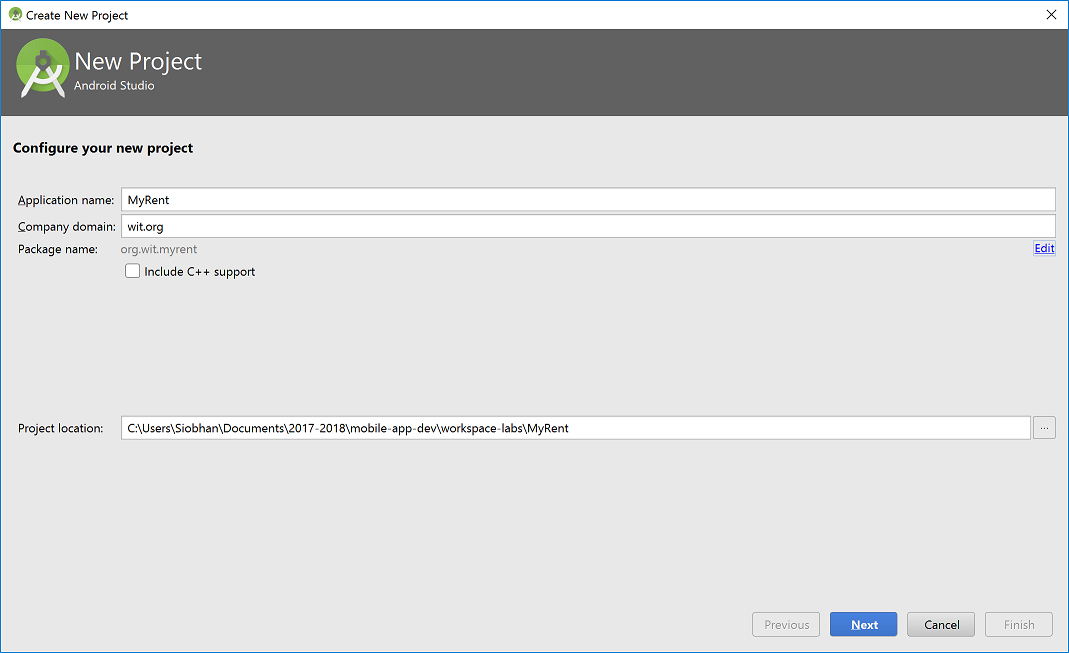 Create New Project
New Project
Android Studio
Configure your new project
Application name: MyRent
Company domain: wit.org
Package name: org.wit.myrent Edit
Include C++ support
Project location: C:\Users\Siobhan\Documents\2017-2018\mobile-app-dev\workspace-labs\MyRent ...
Previous Next Cancel Finish